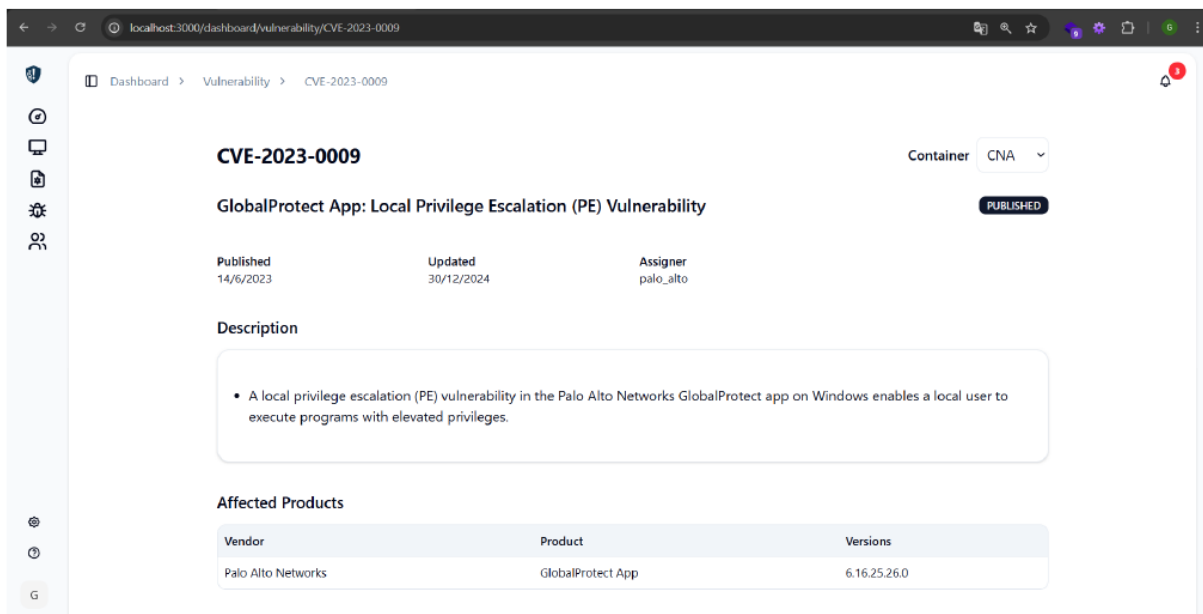 localhost:3000/dashboard/vulnerability/CVE-2023-0009
9
G
Dashboard > Vulnerability > CVE-2023-0009
3
CVE-2023-0009
Container CNA
GlobalProtect App: Local Privilege Escalation (PE) Vulnerability
PUBLISHED
Published Updated Assigner
14/6/2023 30/12/2024 palo_alto
Description
• A local privilege escalation (PE) vulnerability in the Palo Alto Networks GlobalProtect app on Windows enables a local user to
execute programs with elevated privileges.
Affected Products
Vendor Product Versions
Palo Alto Networks GlobalProtect App 6.16.25.26.0
G